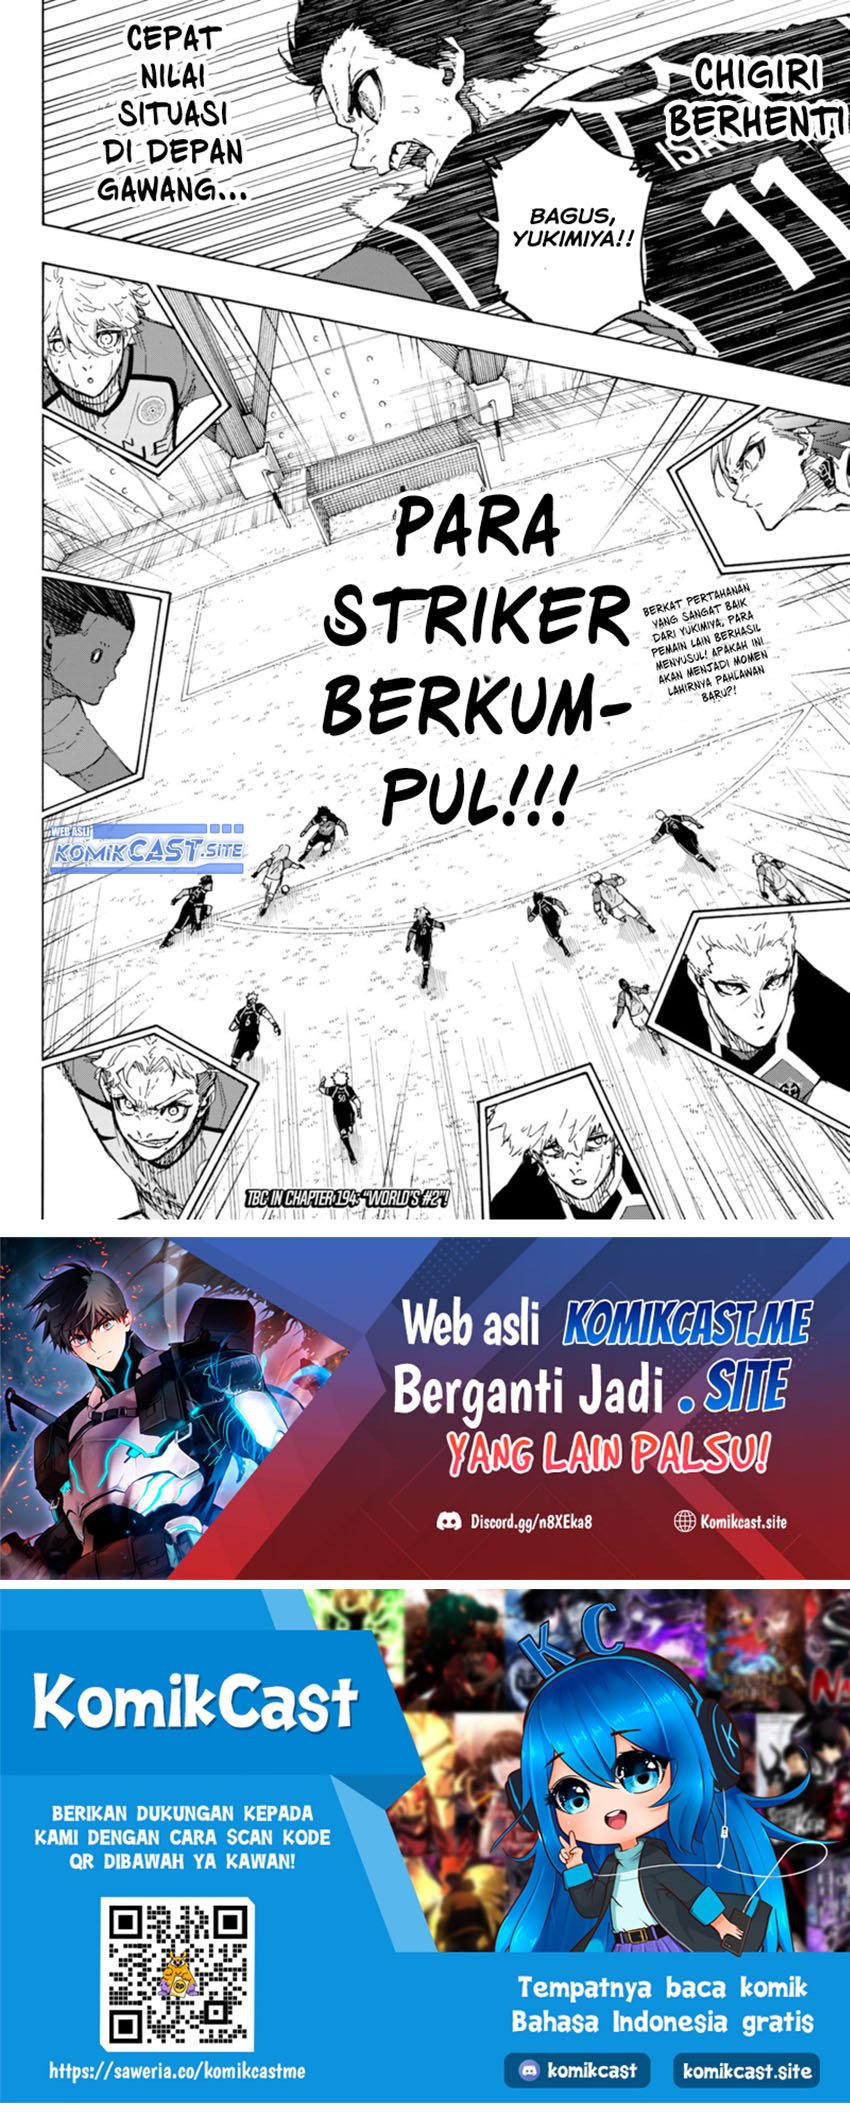 CHIGIRI
BERHENTI
CEPAT
NILAI
SITUASI
DI DEPAN
GAWANG...
BAGUS,
YUKIMIYA!!
11
PARA
STRIKER
BERKUM-
PUL!!!
BERKAT PERTAHANAN
YANG SANGAT BAIK
DARI YUKIMIYA, PARA
PEMAIN LAIN BERHASIL
MENYUSUL! APAKAH INI
AKAN MENJADI MOMEN
LAHIRNYA PAHLAWAN
BARU?!
WEB ASLI
KOMIKCAST.SITE
TBC IN CHAPTER 194: "WORLD'S #2"!
Web asli KOMIKCAST.ME
Berganti Jadi .SITE
YANG LAIN PALSU!
Discord.gg/n8XEka8
Komikcast.site
KC
K
KomikCast
BERIKAN DUKUNGAN KEPADA
KAMI DENGAN CARA SCAN KODE
QR DIBAWAH YA KAWAN!
https://saweria.co/komikcastme
Tempatnya baca komik
Bahasa Indonesia gratis
komikcast
komikcast.site